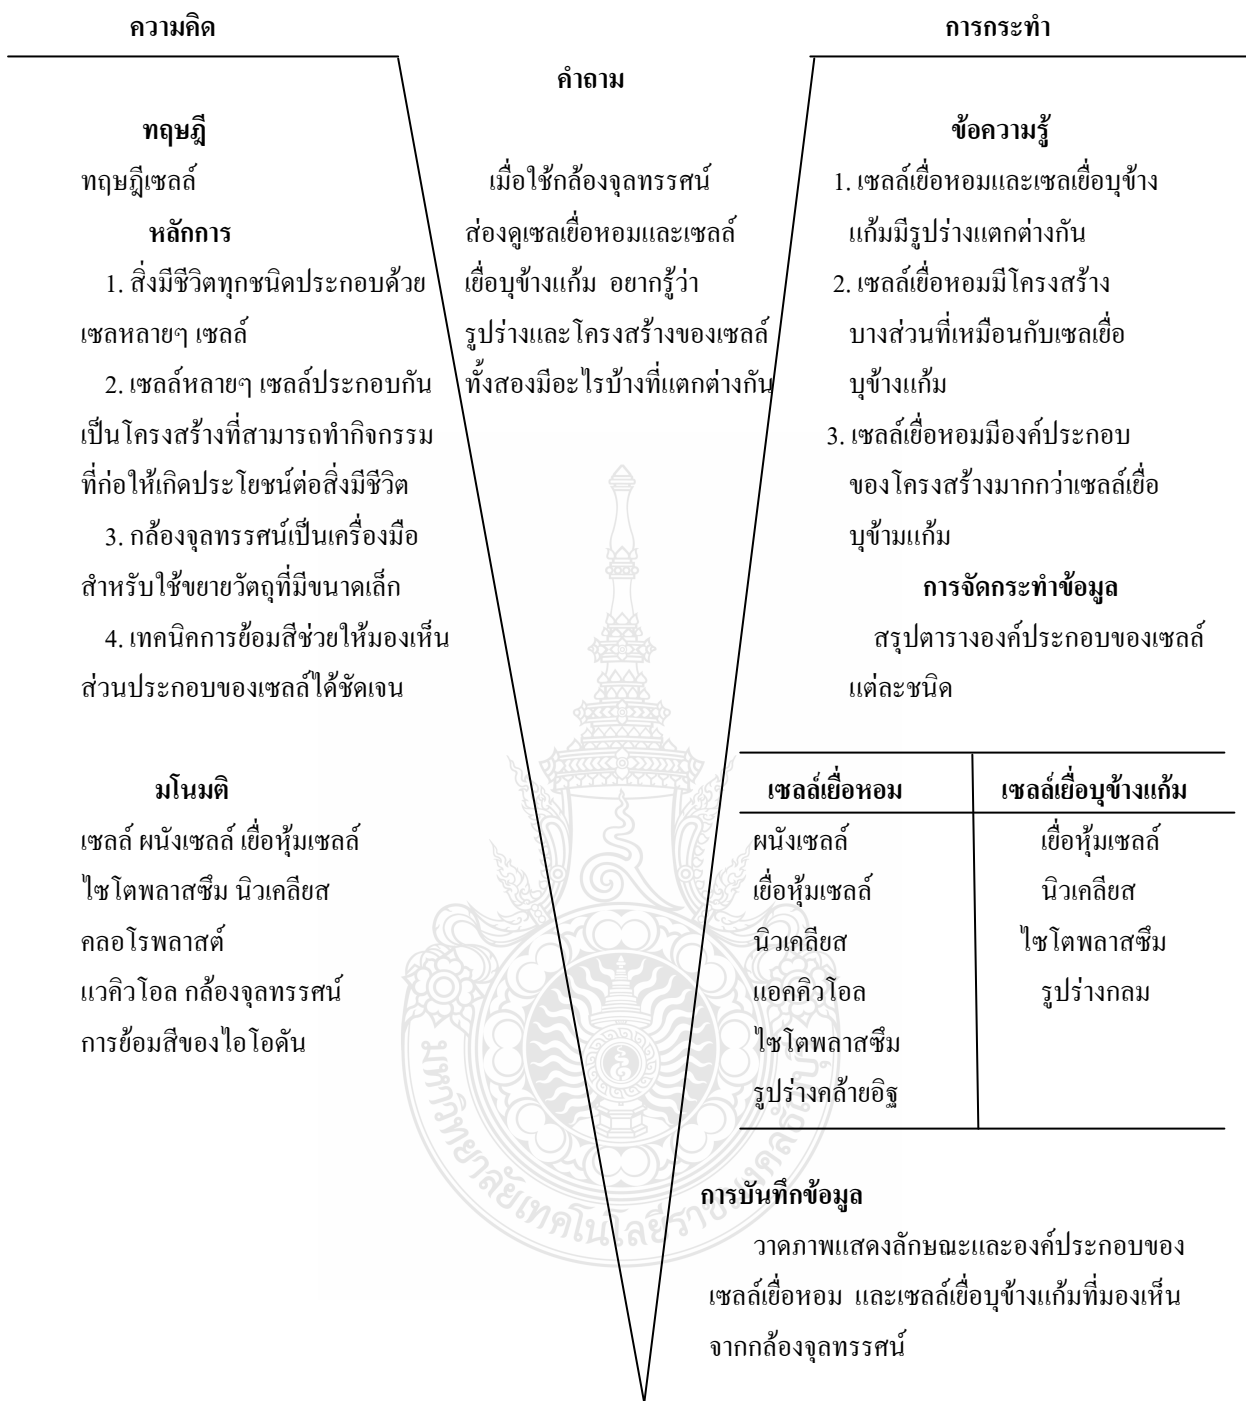 ความคิด
การกระทำ
คำถาม
ทฤษฎี
ทฤษฎีเซลล์
หลักการ
1. สิ่งมีชีวิตทุกชนิดประกอบด้วย
เซลหลายๆ เซลล์
2. เซลล์หลายๆ เซลล์ประกอบกัน
เป็นโครงสร้างที่สามารถทำกิจกรรม
ที่ก่อให้เกิดประโยชน์ต่อสิ่งมีชีวิต
3. กล้องจุลทรรศน์เป็นเครื่องมือ
สำหรับใช้ขยายวัตถุที่มีขนาดเล็ก
4. เทคนิคการย้อมสีช่วยให้มองเห็น
ส่วนประกอบของเซลล์ได้ชัดเจน
มโนมติ
เซลล์ ผนังเซลล์ เยื่อหุ้มเซลล์
ไซโตพลาสซึม นิวเคลียส
คลอโรพลาสต์
แวคิวโอล กล้องจุลทรรศน์
การย้อมสีของไอโอดัน
เมื่อใช้กล้องจุลทรรศน์
ส่องดูเซลเยื่อหอมและเซลล์
เยื่อบุข้างแก้ม อยากรู้ว่า
รูปร่างและโครงสร้างของเซลล์
ทั้งสองมีอะไรบ้างที่แตกต่างกัน
ข้อความรู้
1. เซลล์เยื่อหอมและเซลเยื่อบุข้าง
แก้มมีรูปร่างแตกต่างกัน
2. เซลล์เยื่อหอมมีโครงสร้าง
บางส่วนที่เหมือนกับเซลเยื่อ
บุข้างแก้ม
3. เซลล์เยื่อหอมมีองค์ประกอบ
ของโครงสร้างมากกว่าเซลล์เยื่อ
บุข้ามแก้ม
การจัดกระทำข้อมูล
สรุปตารางองค์ประกอบของเซลล์
แต่ละชนิด
เซลล์เยื่อหอม เซลล์เยื่อบุข้างแก้ม
ผนังเซลล์ เยื่อหุ้มเซลล์
เยื่อหุ้มเซลล์ นิวเคลียส
นิวเคลียส ไซโตพลาสซึม
แอคคิวโอล รูปร่างกลม
ไซโตพลาสซึม
รูปร่างคล้ายอิฐ
การบันทึกข้อมูล
วาดภาพแสดงลักษณะและองค์ประกอบของ
เซลล์เยื่อหอม และเซลล์เยื่อบุข้างแก้มที่มองเห็น
จากกล้องจุลทรรศน์
มหาวิทยาลัยเทคโนโลยีราชมงคลธัญบุรี